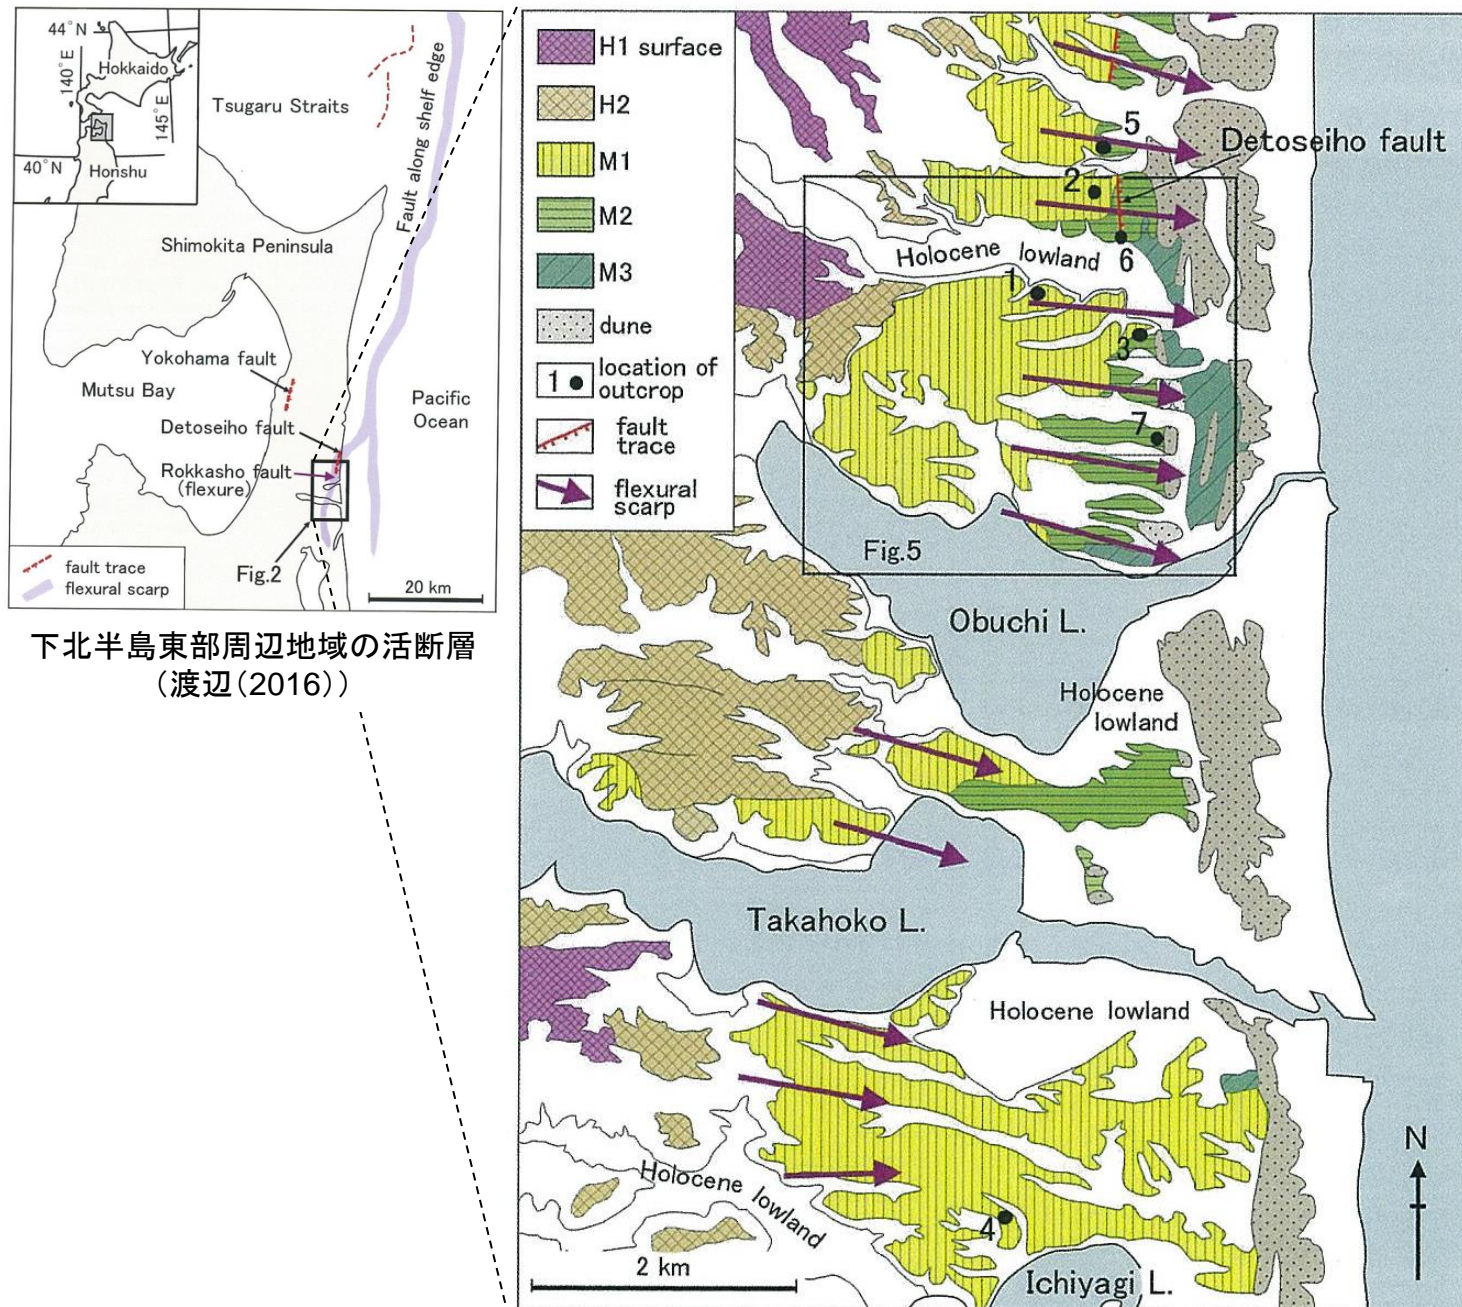 44°N
140°E
Hokkaido
145°E
40°N
Honshu
Tsugaru Straits
Fault along shelf edge
Shimokita Peninsula
Yokohama fault
Mutsu Bay
Pacific
Ocean
Detoseiho fault
Rokkasho fault
(flexure)
fault trace
flexural scarp
Fig.2
20 km
下北半島東部周辺地域の活断層
（渡辺（2016））
H1 surface
H2
M1
M2
M3
dune
1
location of
outcrop
fault
trace
flexural
scarp
5
Detoseiho fault
2
Holocene lowland
6
1
3
7
Fig.5
Obuchi L.
Holocene
lowland
Takahoko L.
Holocene lowland
Holocene lowland
4
N
2 km
Ichiyagi L.